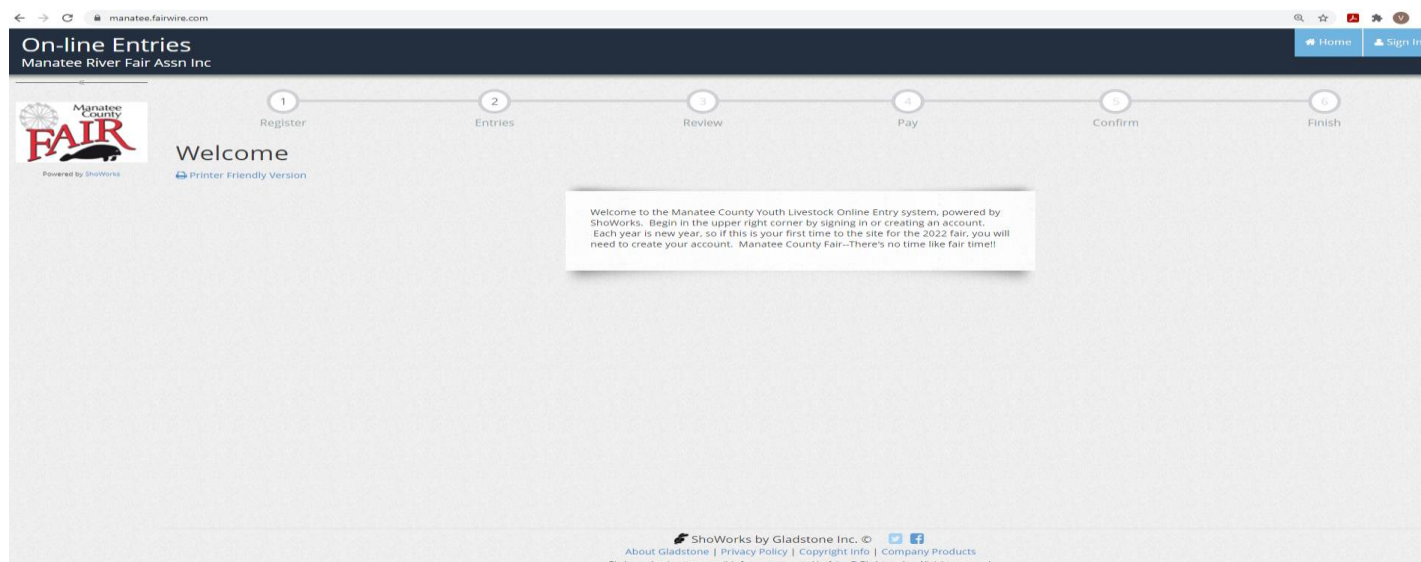 manatee.fairwire.com
V
On-line Entries
Manatee River Fair Assn Inc
Home
Sign In
Manatee
County
FAIR
Powered by ShoWorks
1
2
3
4
5
6
Register
Entries
Review
Pay
Confirm
Finish
Welcome
Printer Friendly Version
Welcome to the Manatee County Youth Livestock Online Entry system, powered by
ShoWorks. Begin in the upper right corner by signing in or creating an account.
Each year is new year, so if this is your first time to the site for the 2022 fair, you will
need to create your account. Manatee County Fair--There's no time like fair time!!
ShoWorks by Gladstone Inc. ©
About Gladstone | Privacy Policy | Copyright Info | Company Products